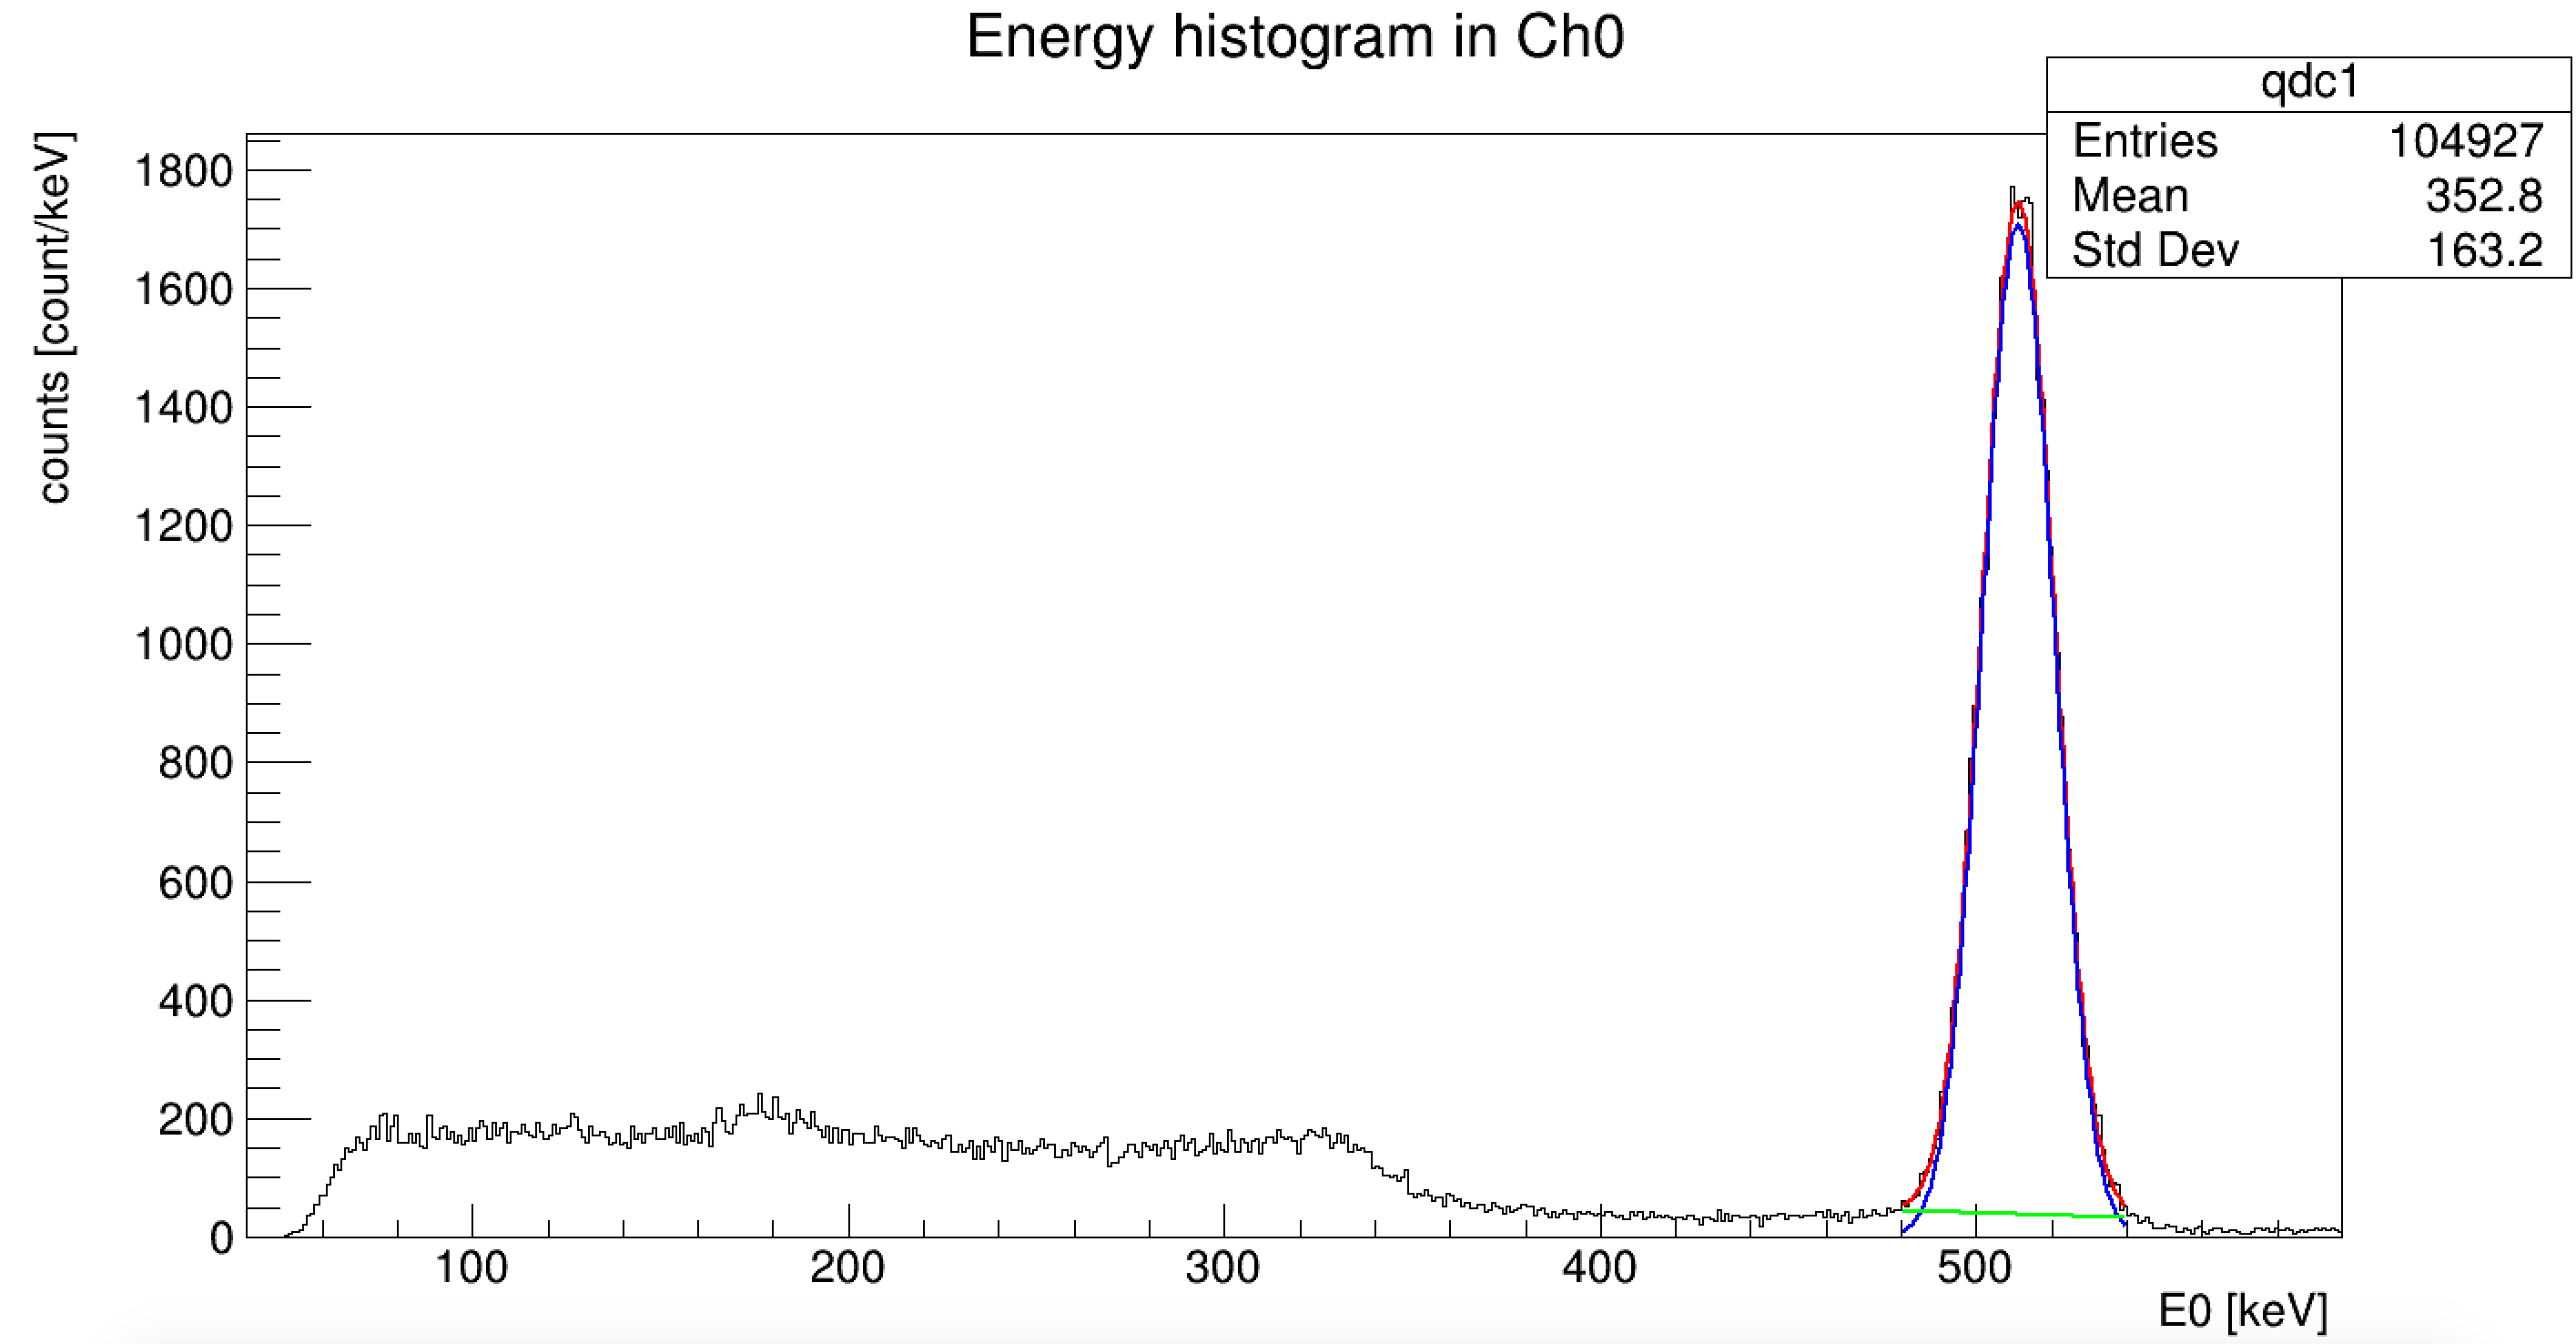 Energy histogram in Ch0
qdc1
Entries 104927
Mean 352.8
Std Dev 163.2
counts [count/keV]
1800
1600
1400
1200
1000
800
600
400
200
0
100 200 300 400 500
E0 [keV]